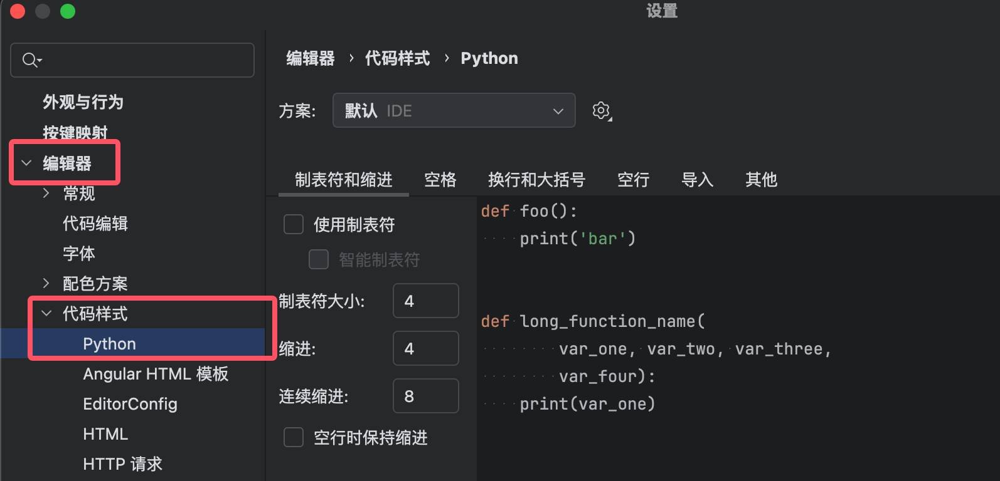 设置
外观与行为
按键映射
编辑器
常规
代码编辑
字体
配色方案
代码样式
Python
Angular HTML 模板
EditorConfig
HTML
HTTP 请求
编辑器 › 代码样式 › Python
方案: 默认 IDE
制表符和缩进 空格 换行和大括号 空行 导入 其他
使用制表符
智能制表符
制表符大小: 4
缩进: 4
连续缩进: 8
空行时保持缩进
def foo():
    print('bar')
def long_function_name(
        var_one, var_two, var_three,
        var_four):
    print(var_one)